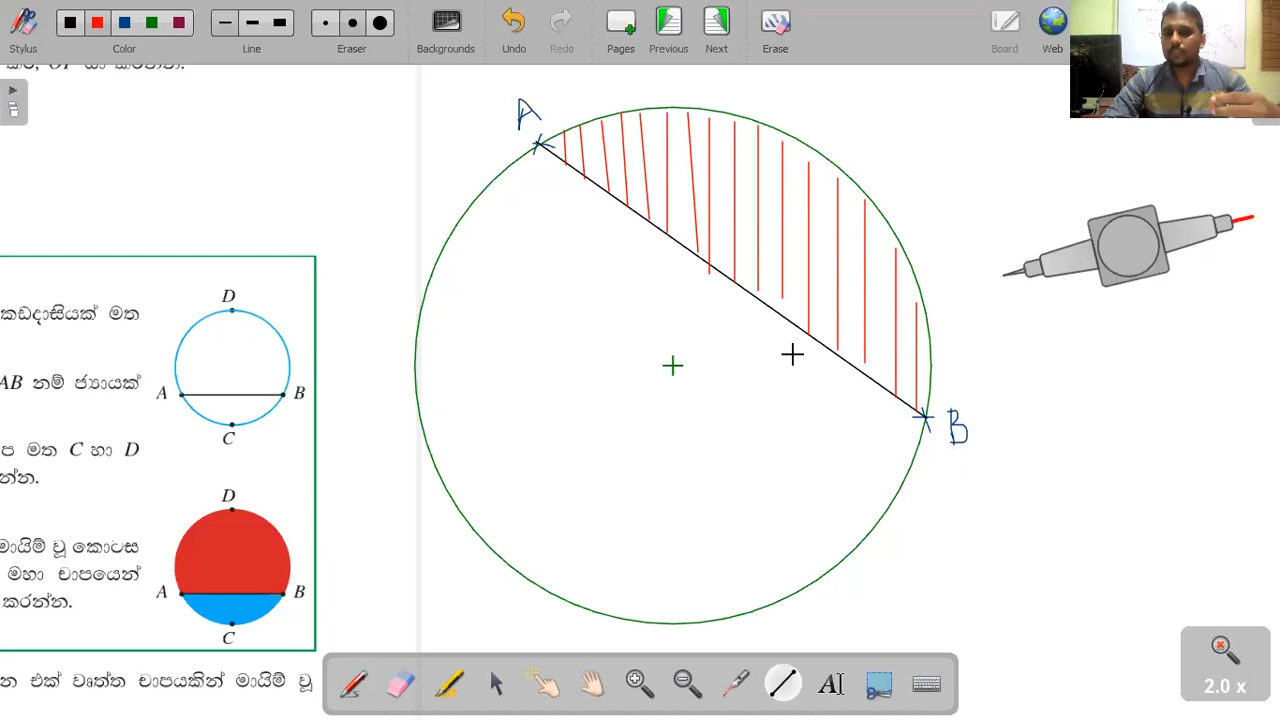 Stylus
Color
Line
Eraser
Backgrounds
Undo
Redo
Pages
Previous
Next
Erase
Board
Web
A
B
කඩදාසියක් මත
AB නම් ජ්‍යායක්
ප මත C හා D
න්න.
මායිම් වූ කොටස
මහා චාපයෙන්
කරන්න.
න එක් වෘත්ත චාපයකින් මායිම් වූ
D
A
B
C
D
A
B
C
2.0 x